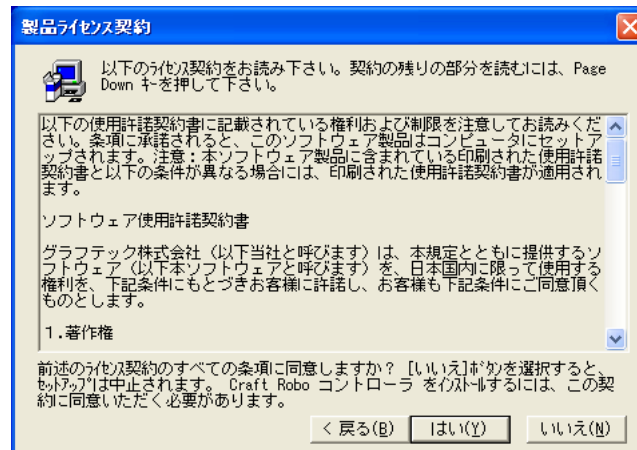 製品ライセンス契約
以下のライセンス契約をお読み下さい。契約の残りの部分を読むには、Page
Down キーを押して下さい。
以下の使用許諾契約書に記載されている権利および制限を注意してお読みくだ
さい。条項に承諾されると、このソフトウェア製品はコンピュータにセットア
ップされます。注意：本ソフトウェア製品に含まれている印刷された使用許諾
契約書と以下の条件が異なる場合には、印刷された使用許諾契約書が適用され
ます。
ソフトウェア使用許諾契約書
グラフテック株式会社（以下当社と呼びます）は、本規定とともに提供するソ
フトウェア（以下本ソフトウェアと呼びます）を、日本国内に限って使用する
権利を、下記条件にもとづきお客様に許諾し、お客様も下記条件にご同意頂く
ものとします。
１.著作権
前述のライセンス契約のすべての条項に同意しますか？ [いいえ]ボタンを選択すると、
セットアップは中止されます。 Craft Robo コントローラ をインストールするには、この契
約に同意いただく必要があります。
< 戻る(B) はい(Y) いいえ(N)